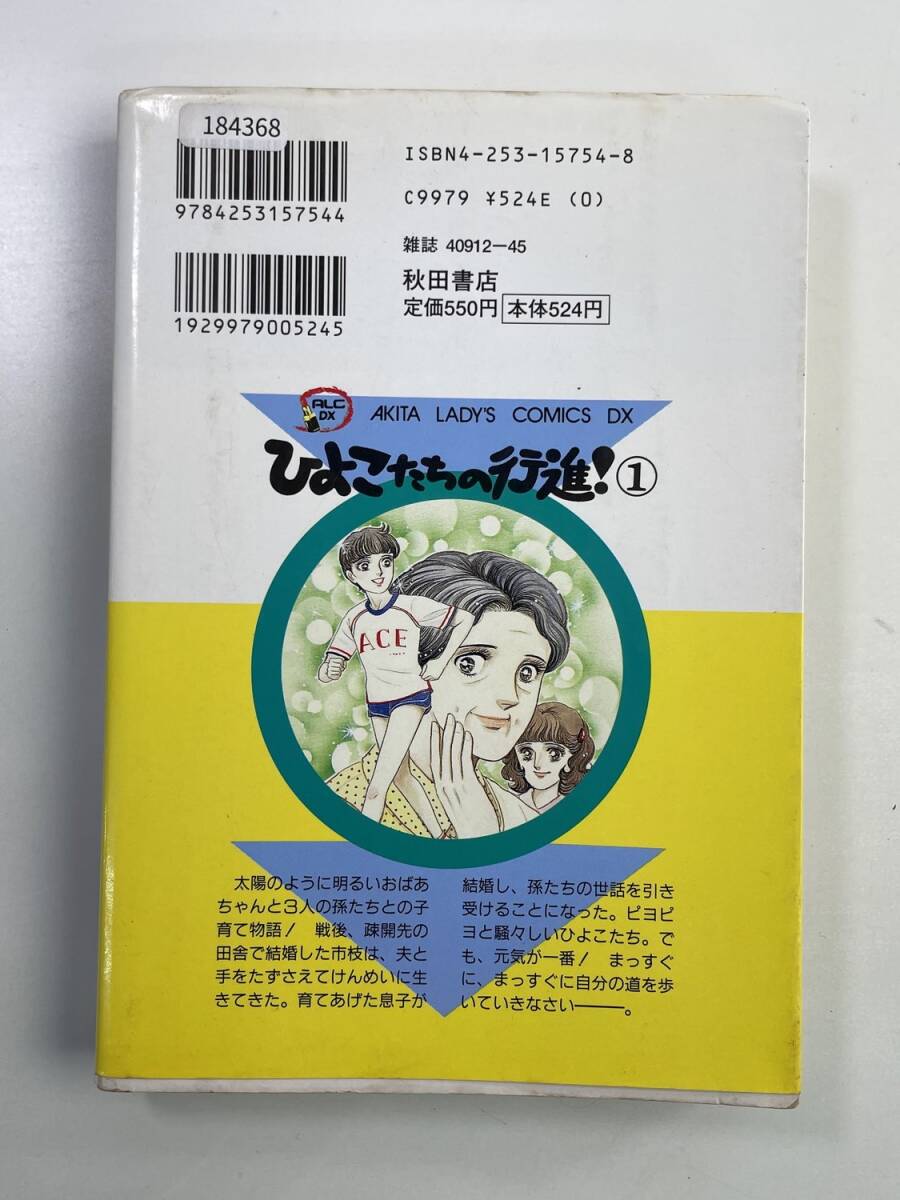 184368
9784253157544
1929979005245
ISBN4-253-15754-8
C9979 ¥524E (0)
雑誌 40912-45
秋田書店
定価550円 本体524円
ALC
DX
AKITA LADY'S COMICS DX
ひよこたちの行進!①
ACE
太陽のように明るいおばあ
ちゃんと3人の孫たちとの子
育て物語! 戦後、疎開先の
田舎で結婚した市枝は、夫と
手をたずさえてけんめいに生
きてきた。育てあげた息子が
結婚し、孫たちの世話を引き
受けることになった。ピヨピ
ヨと騒々しいひよこたち。で
も、元気が一番! まっすぐ
に、まっすぐに自分の道を歩
いていきなさい――。